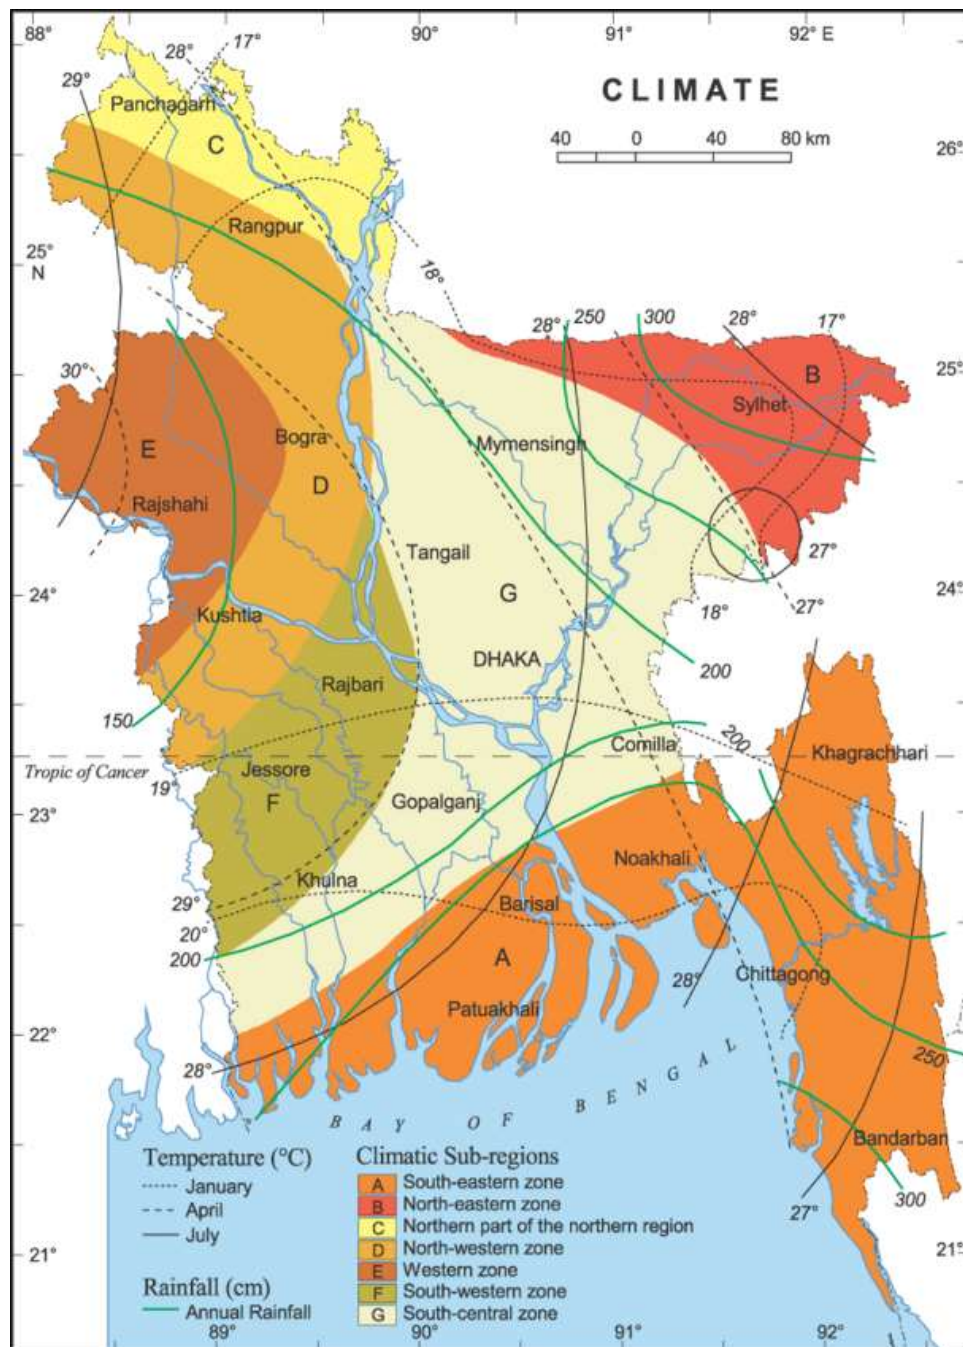 88°
90°
91°
92° E
17°
28°
29°
CLIMATE
Panchagarh
40 0 40 80 km
C
26°
Rangpur
25°
N
18°
28°
250
300
28°
17°
30°
B
25°
Sylhet
E
Bogra
Mymensingh
D
Rajshahi
Tangail
27°
24°
G
24°
Kushtia
18°
27°
DHAKA
200
Rajbari
150
Comilla
200
Tropic of Cancer
Jessore
Khagrachhari
19°
F
Gopalganj
23°
23°
Noakhali
Khulna
29°
Barisal
20°
200
A
Chittagong
28°
Patuakhali
22°
22°
28°
250
BAY OF BENGAL
Bandarban
Temperature (°C)
January
April
July
Rainfall (cm)
Annual Rainfall
Climatic Sub-regions
A South-eastern zone
B North-eastern zone
C Northern part of the northern region
D North-western zone
E Western zone
F South-western zone
G South-central zone
27°
300
21°
21°
89°
90°
91°
92°